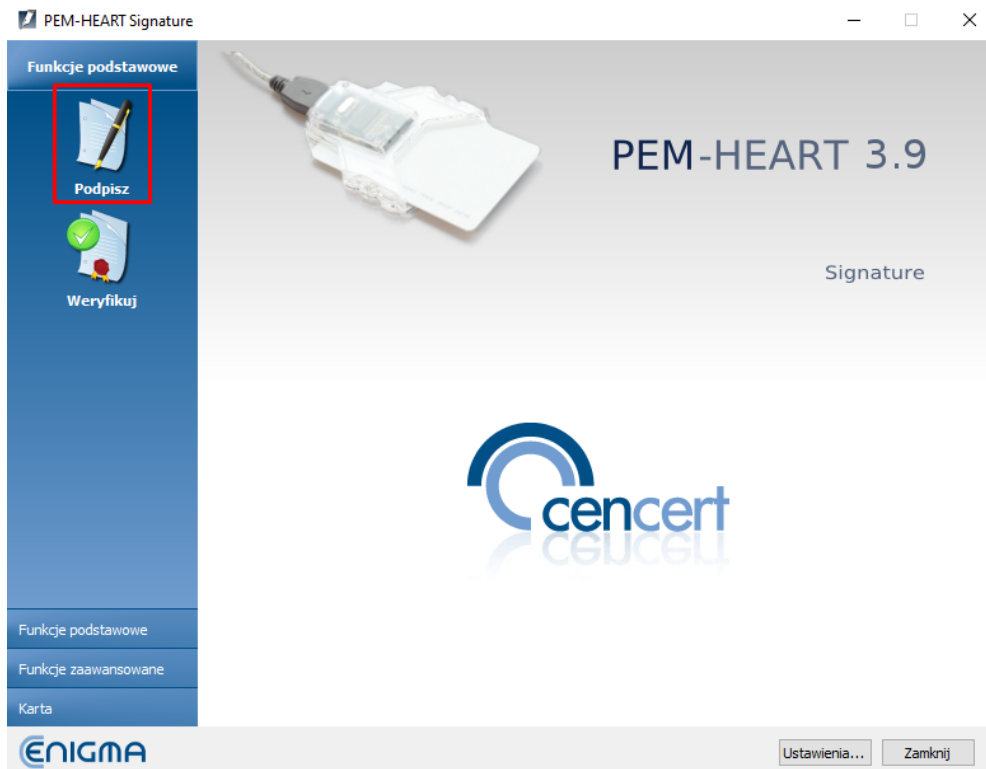 PEM-HEART Signature
Funkcje podstawowe
Podpisz
Weryfikuj
PEM-HEART 3.9
Signature
cencert
Funkcje podstawowe
Funkcje zaawansowane
Karta
ENIGMA
Ustawienia...
Zamknij